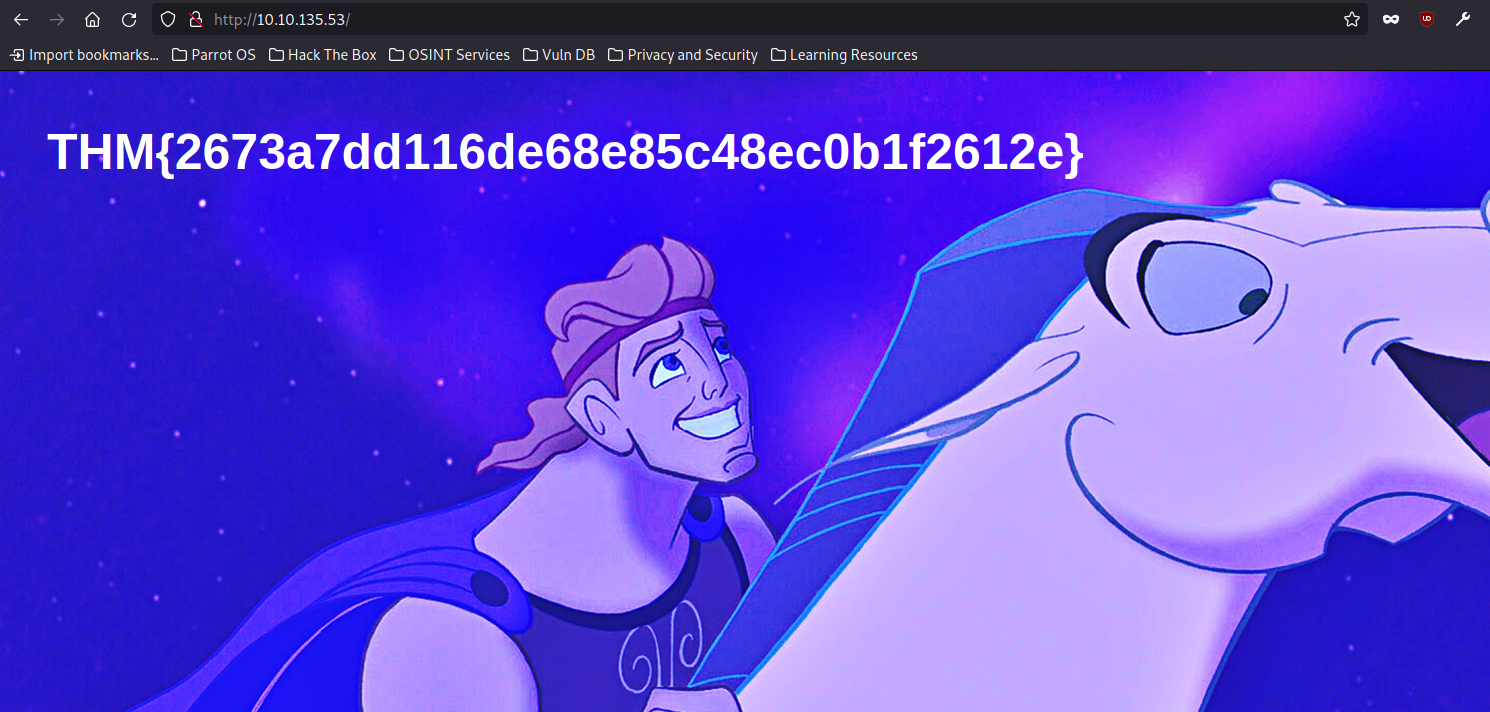 http://10.10.135.53/
Import bookmarks... Parrot OS Hack The Box OSINT Services Vuln DB Privacy and Security Learning Resources
THM{2673a7dd116de68e85c48ec0b1f2612e}